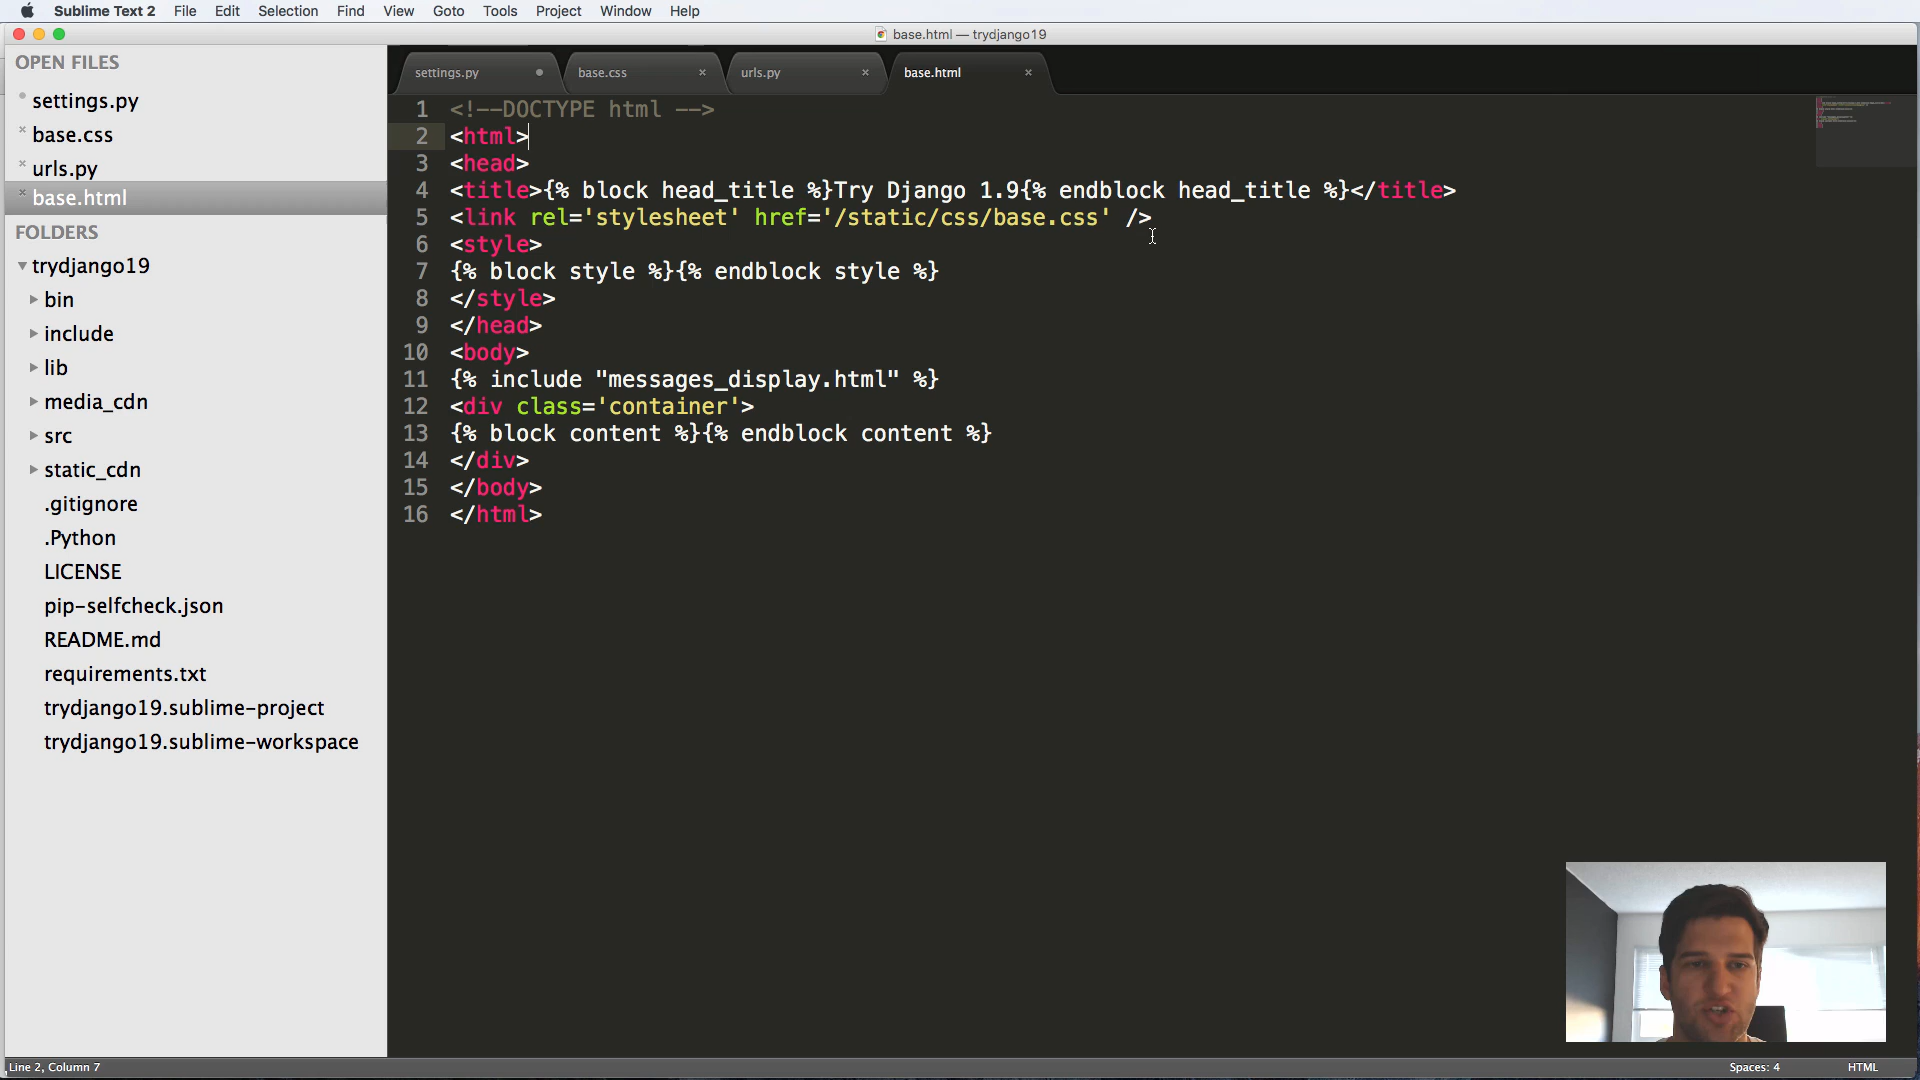 Sublime Text 2 File Edit Selection Find View Goto Tools Project Window Help
base.html — trydjango19
OPEN FILES
settings.py
base.css
urls.py
base.html
FOLDERS
trydjango19
bin
include
lib
media_cdn
src
static_cdn
.gitignore
.Python
LICENSE
pip-selfcheck.json
README.md
requirements.txt
trydjango19.sublime-project
trydjango19.sublime-workspace
settings.py base.css urls.py base.html
1 <!--DOCTYPE html -->
2 <html>
3 <head>
4 <title>{% block head_title %}Try Django 1.9{% endblock head_title %}</title>
5 <link rel='stylesheet' href='/static/css/base.css' />
6 <style>
7 {% block style %}{% endblock style %}
8 </style>
9 </head>
10 <body>
11 {% include "messages_display.html" %}
12 <div class='container'>
13 {% block content %}{% endblock content %}
14 </div>
15 </body>
16 </html>
Line 2, Column 7
Spaces: 4 HTML